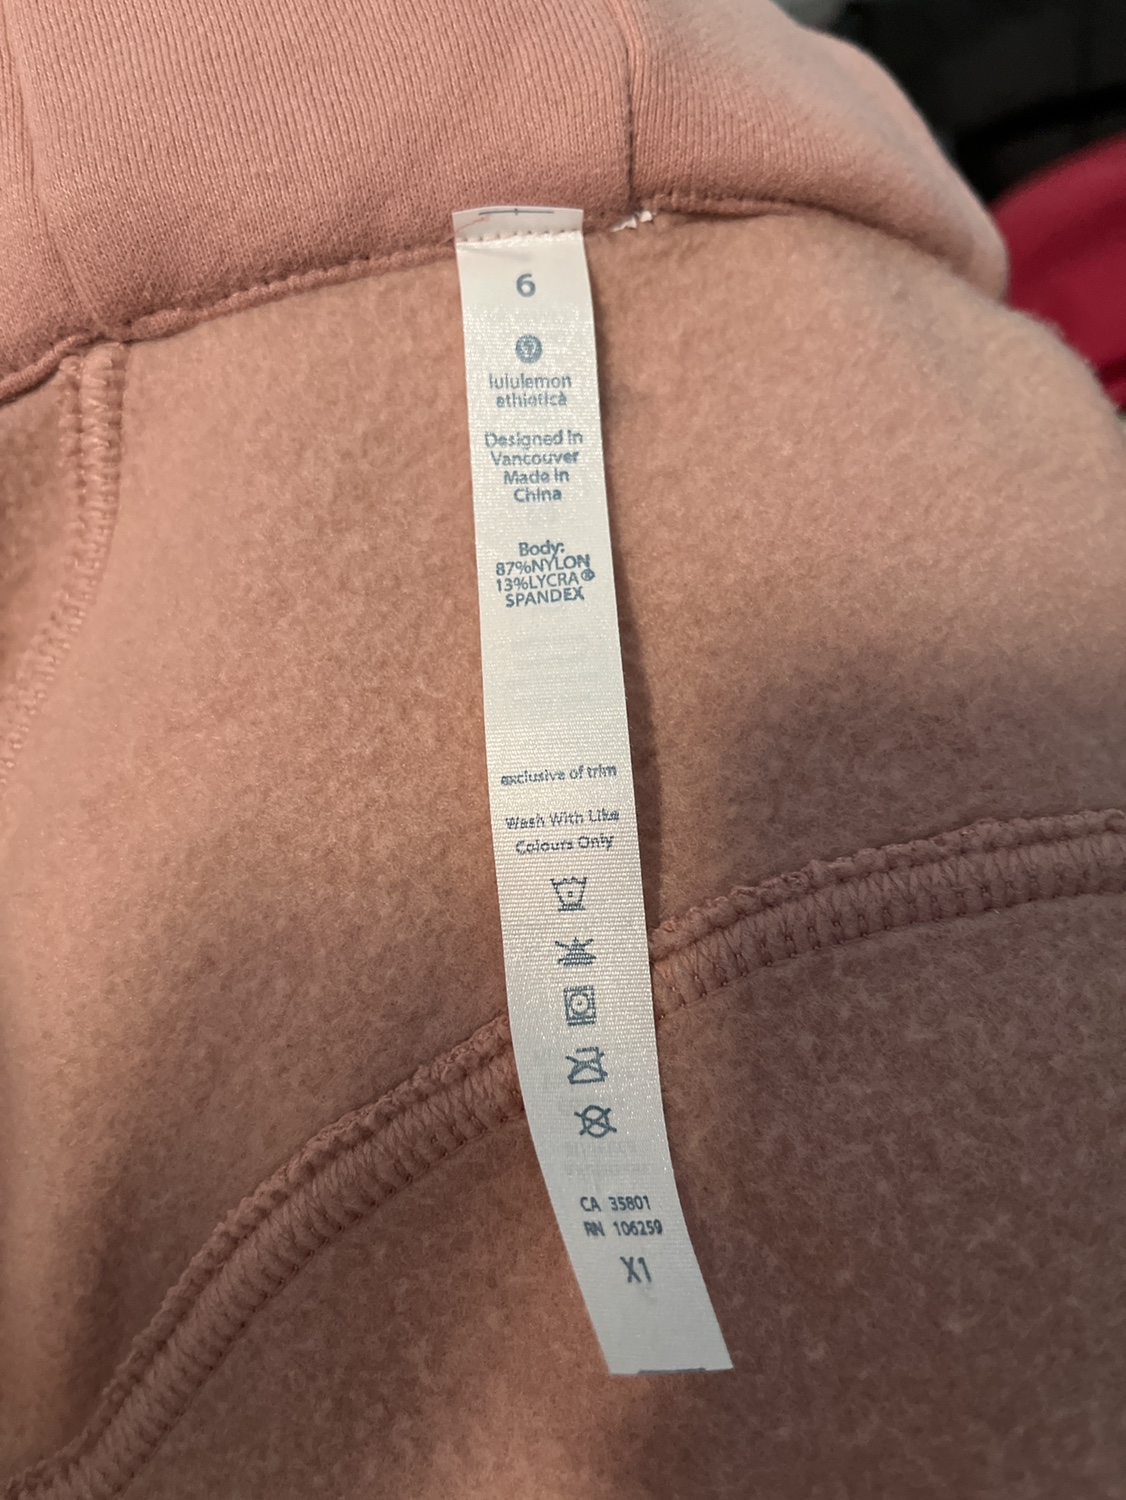 6
lululemon
athletica
Designed in
Vancouver
Made in
China
Body:
87%NYLON
13%LYCRA®
SPANDEX
exclusive of trim
Wash With Like
Colours Only
CA 35801
RN 106259
X1